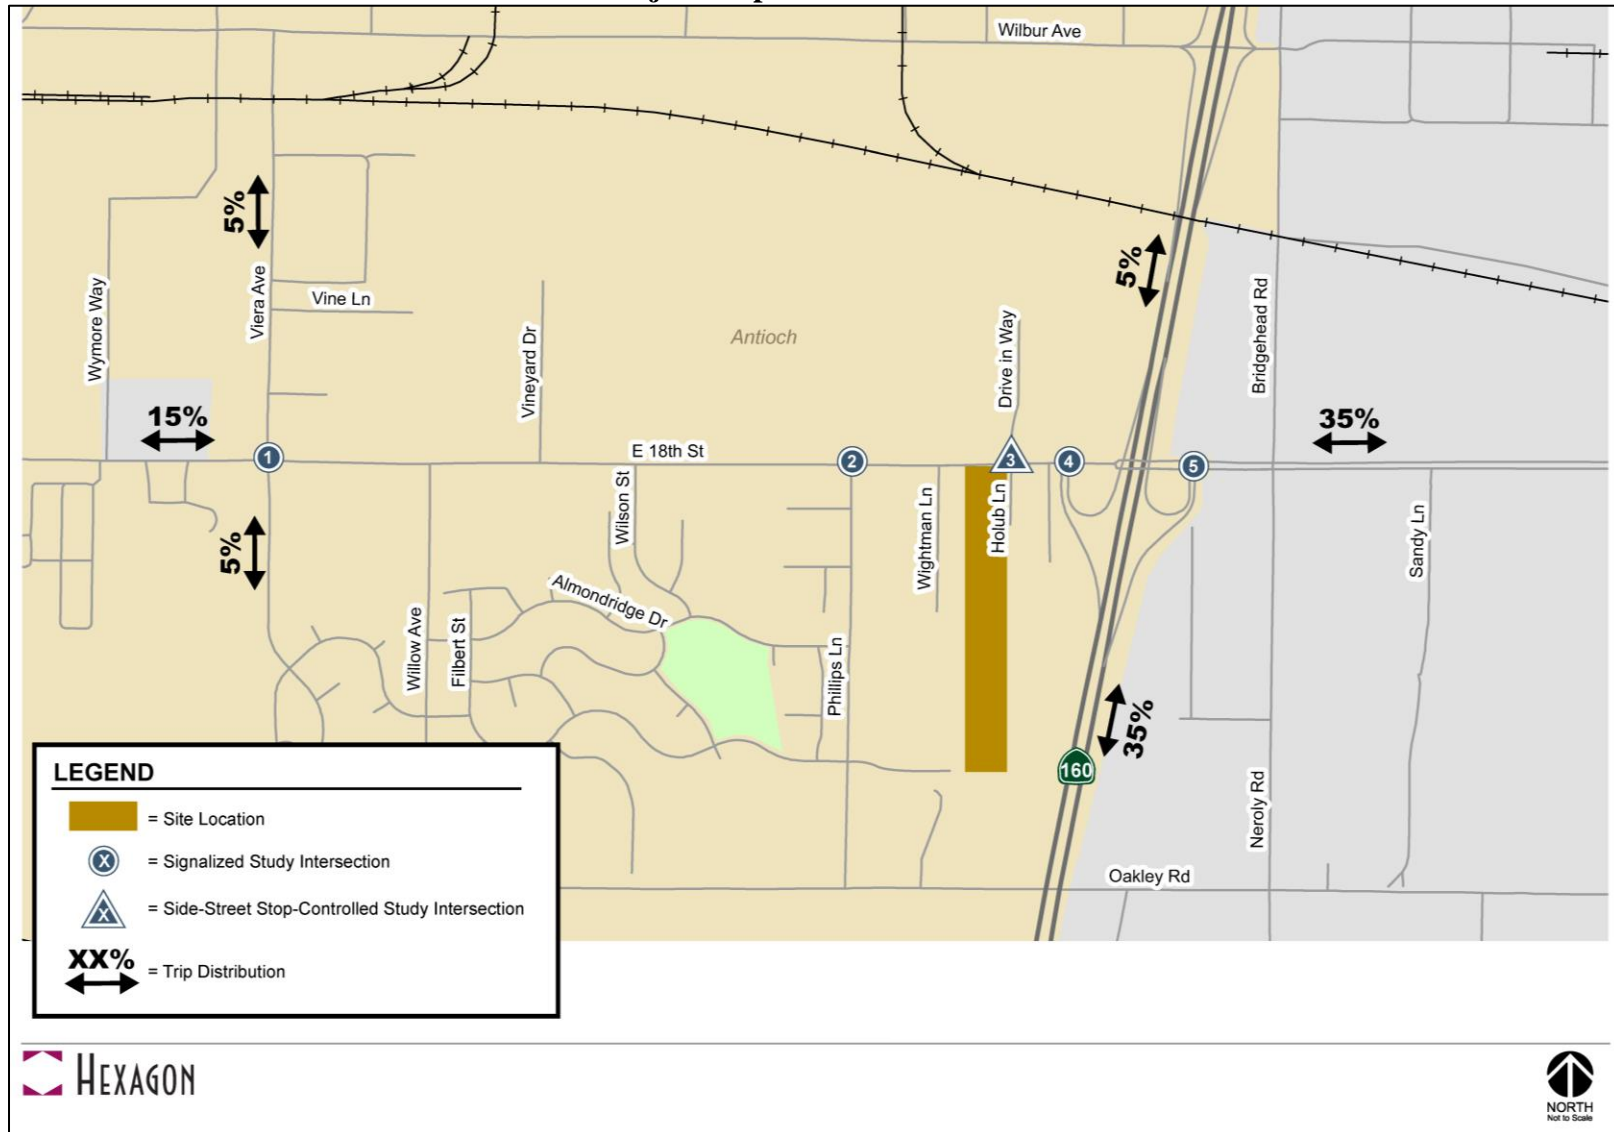 Wilbur Ave
5%
Wymore Way
Viera Ave
Vine Ln
Vineyard Dr
Antioch
Drive in Way
5%
Bridgehead Rd
15%
35%
1
E 18th St
2
3
4
5
5%
Wilson St
Wightman Ln
Holub Ln
Sandy Ln
Almondridge Dr
Willow Ave
Filbert St
Phillips Ln
35%
160
Neroly Rd
Oakley Rd
LEGEND
= Site Location
X
= Signalized Study Intersection
X
= Side-Street Stop-Controlled Study Intersection
XX%
= Trip Distribution
HEXAGON
NORTH
Not to Scale